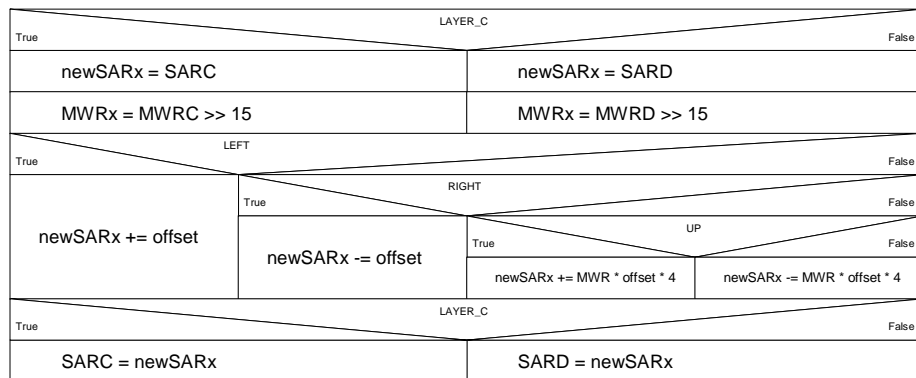 LAYER_C
True
False
newSARx = SARC
newSARx = SARD
MWRx = MWRC >> 15
MWRx = MWRD >> 15
LEFT
True
False
RIGHT
True
False
newSARx += offset
newSARx -= offset
UP
True
False
newSARx += MWR * offset * 4
newSARx -= MWR * offset * 4
LAYER_C
True
False
SARC = newSARx
SARD = newSARx